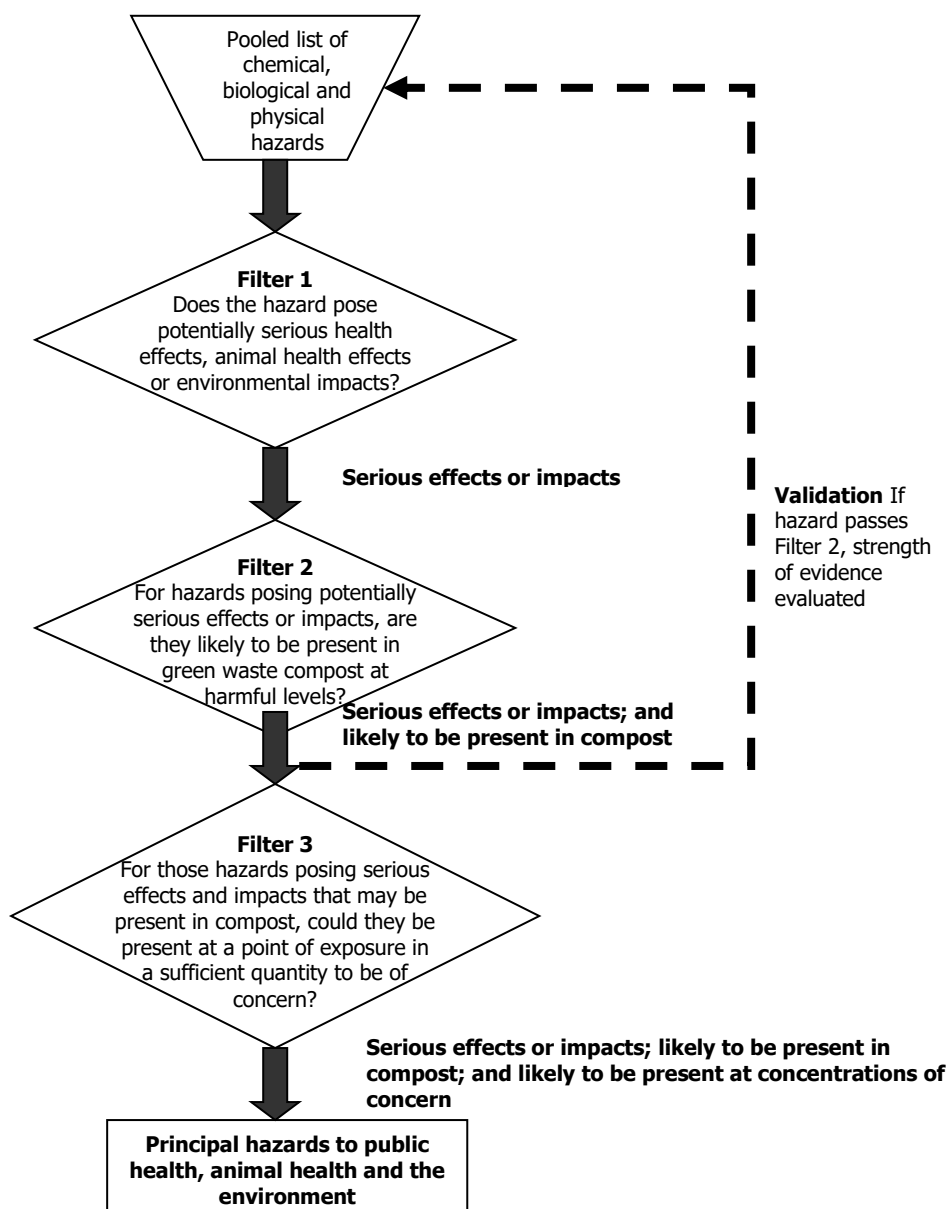 Pooled list of
chemical,
biological and
physical
hazards
Filter 1
Does the hazard pose
potentially serious health
effects, animal health effects
or environmental impacts?
Serious effects or impacts
Validation If
hazard passes
Filter 2, strength
of evidence
evaluated
Filter 2
For hazards posing potentially
serious effects or impacts, are
they likely to be present in
green waste compost at
harmful levels?
Serious effects or impacts; and
likely to be present in compost
Filter 3
For those hazards posing serious
effects and impacts that may be
present in compost, could they be
present at a point of exposure in
a sufficient quantity to be of
concern?
Serious effects or impacts; likely to be present in
compost; and likely to be present at concentrations of
concern
Principal hazards to public
health, animal health and the
environment